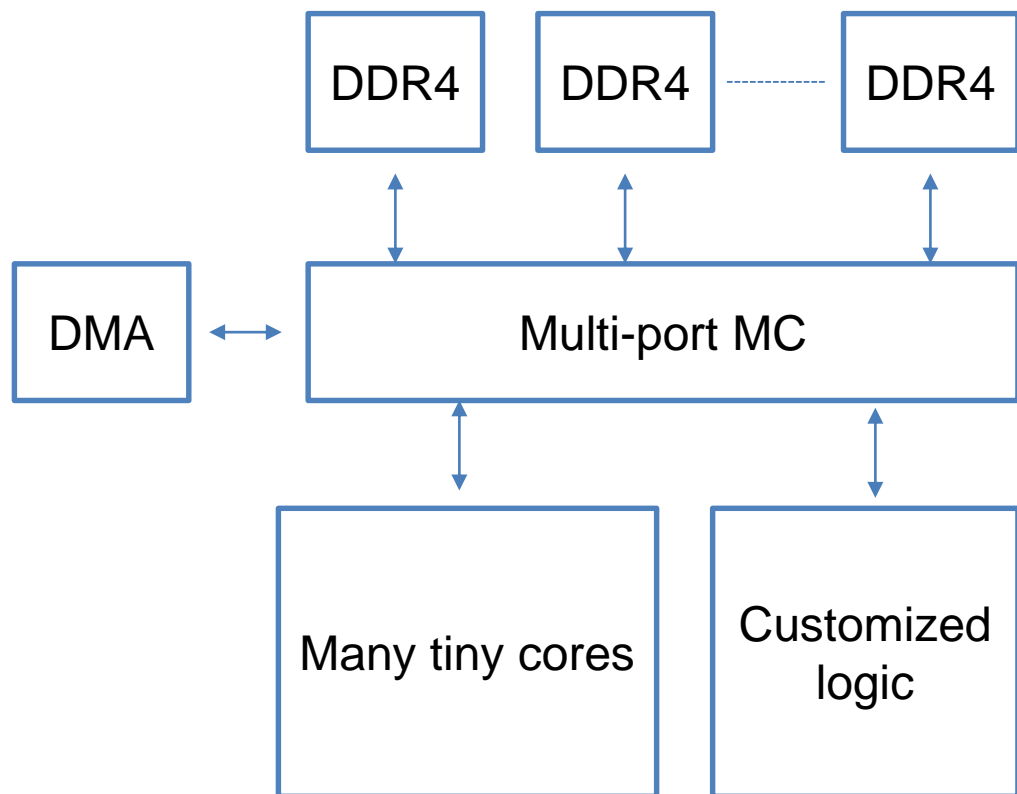 DDR4
DDR4
DDR4
DMA
Multi-port MC
Many tiny cores
Customized
logic